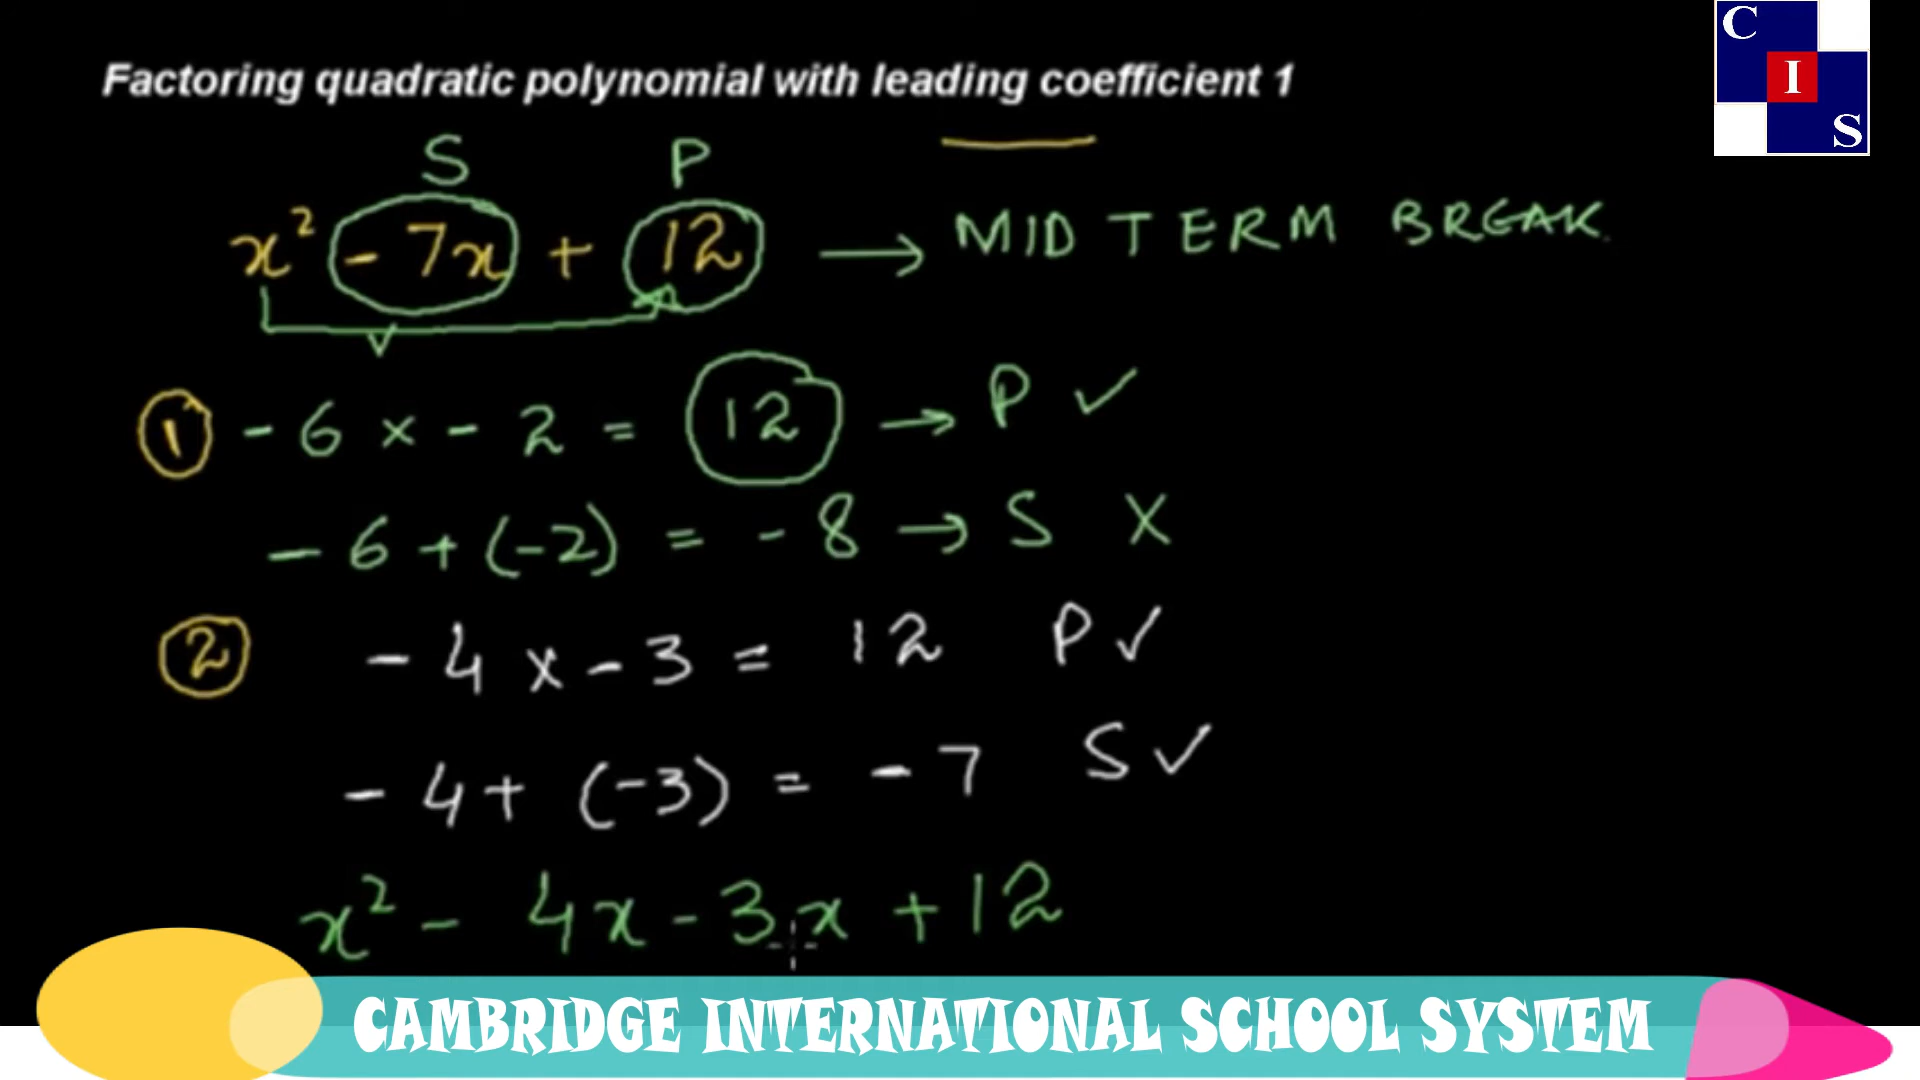 C
I
S
Factoring quadratic polynomial with leading coefficient 1
S P
x² - 7x + 12 → MID TERM BREAK
① - 6 x - 2 = 12 → P ✓
- 6 + (-2) = - 8 → S X
② - 4 x - 3 = 12 P ✓
- 4 + (-3) = - 7 S ✓
x² - 4x - 3x + 12
CAMBRIDGE INTERNATIONAL SCHOOL SYSTEM